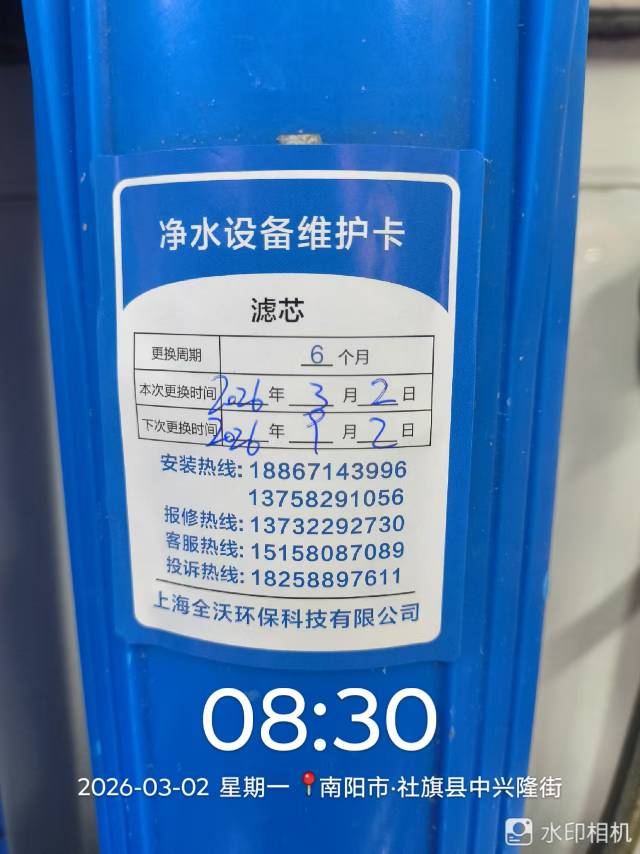 净水设备维护卡
滤芯
更换周期 6 个月
本次更换时间 2026 年 3 月 2 日
下次更换时间 2026 年 9 月 2 日
安装热线: 18867143996
13758291056
报修热线: 13732292730
客服热线: 15158087089
投诉热线: 18258897611
上海全沃环保科技有限公司
08:30
2026-03-02 星期一 南阳市·社旗县中兴隆街
水印相机